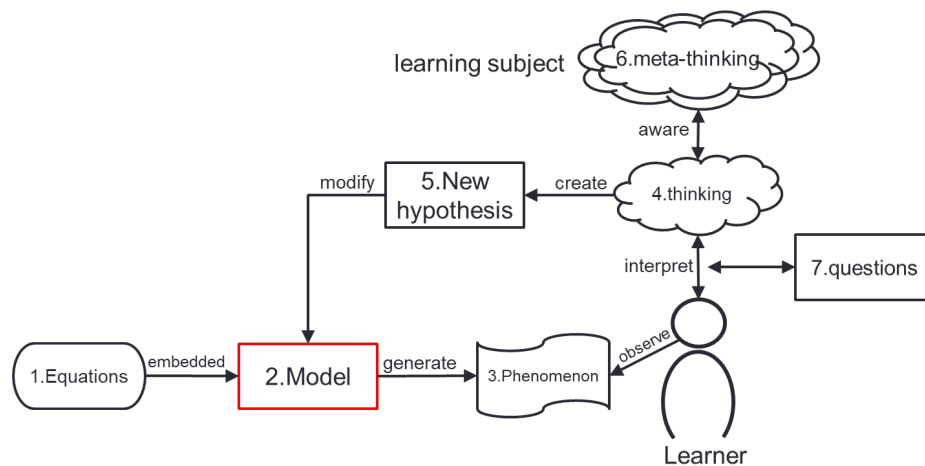 6.meta-thinking
learning subject
aware
5.New
hypothesis
modify
create
4.thinking
interpret
7.questions
1.Equations
embedded
2.Model
generate
3.Phenomenon
observe
Learner